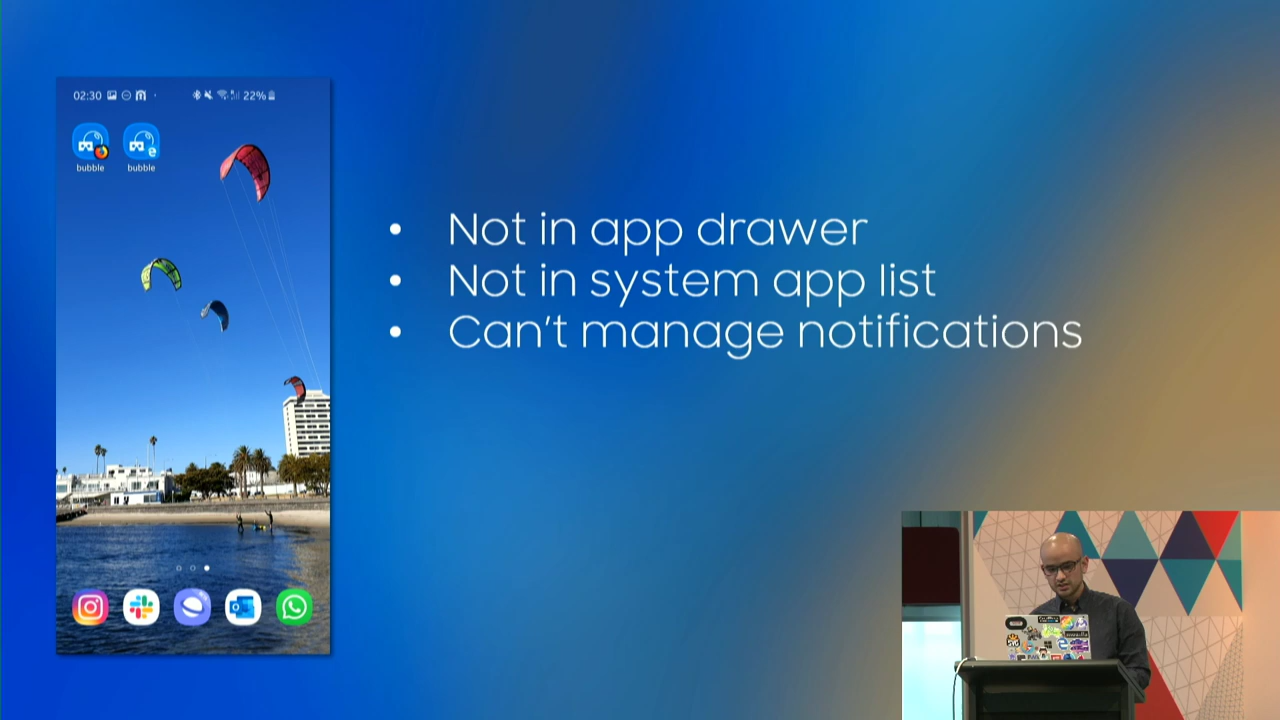 02:30
22%
bubble
bubble
• Not in app drawer
• Not in system app list
• Can't manage notifications